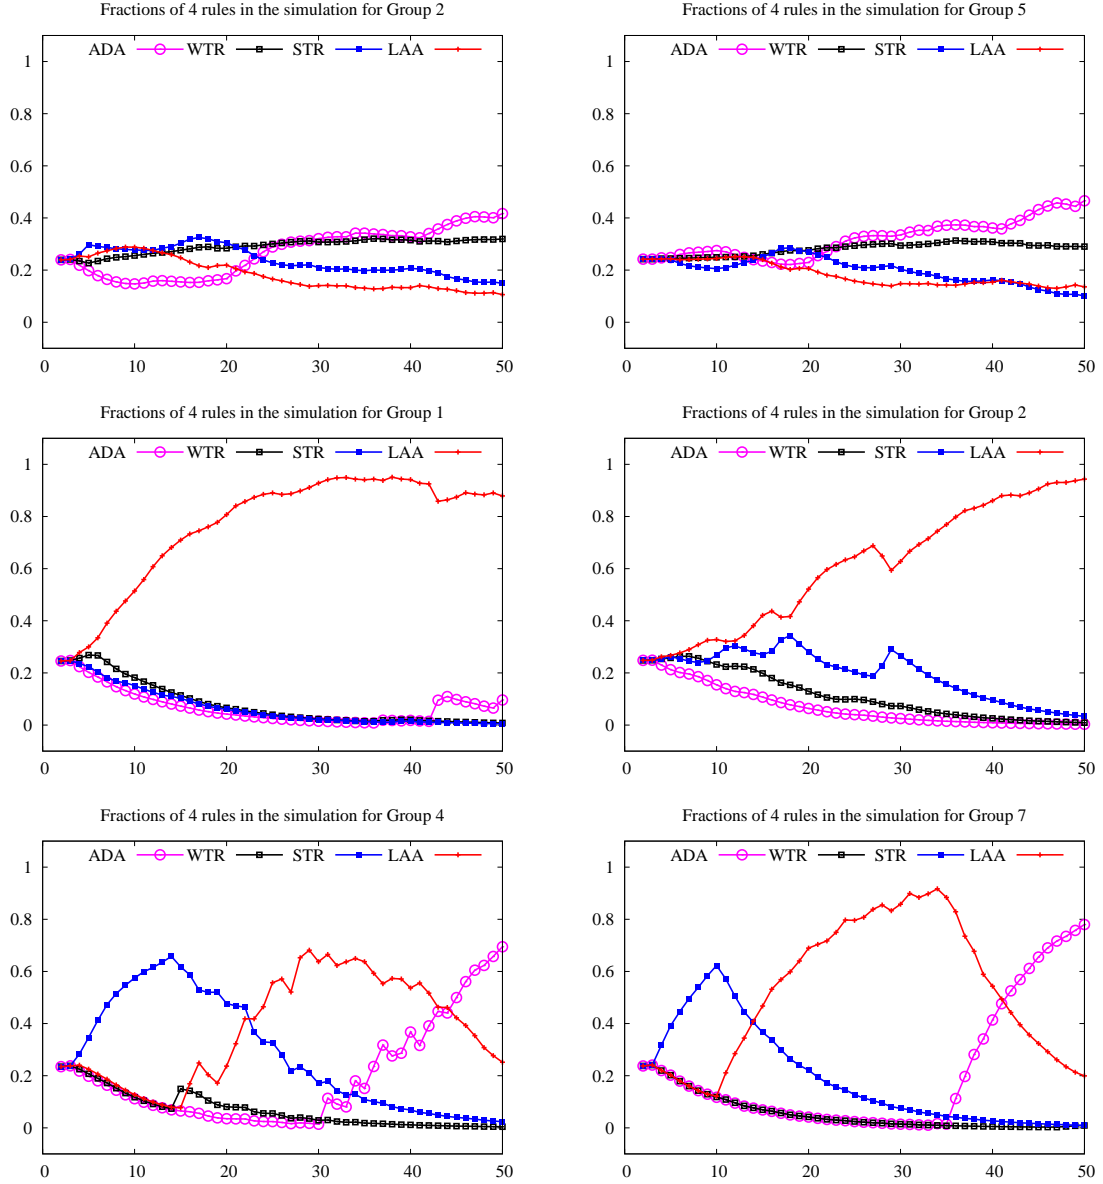 Fractions of 4 rules in the simulation for Group 2
ADA WTR STR LAA
1
0.8
0.6
0.4
0.2
0
0 10 20 30 40 50
Fractions of 4 rules in the simulation for Group 5
ADA WTR STR LAA
1
0.8
0.6
0.4
0.2
0
0 10 20 30 40 50
Fractions of 4 rules in the simulation for Group 1
ADA WTR STR LAA
1
0.8
0.6
0.4
0.2
0
0 10 20 30 40 50
Fractions of 4 rules in the simulation for Group 2
ADA WTR STR LAA
1
0.8
0.6
0.4
0.2
0
0 10 20 30 40 50
Fractions of 4 rules in the simulation for Group 4
ADA WTR STR LAA
1
0.8
0.6
0.4
0.2
0
0 10 20 30 40 50
Fractions of 4 rules in the simulation for Group 7
ADA WTR STR LAA
1
0.8
0.6
0.4
0.2
0
0 10 20 30 40 50